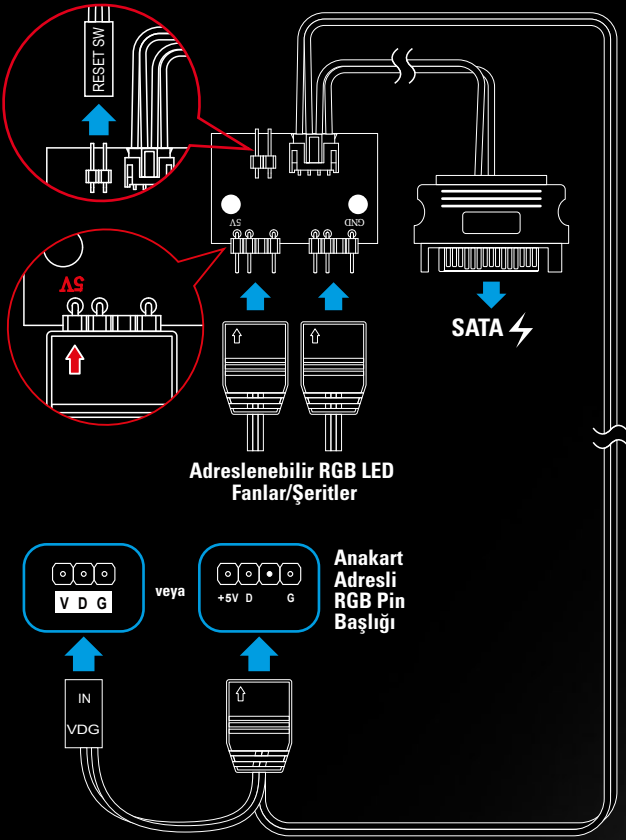 RESET SW
5V
GND
5V
SATA
Adreslenebilir RGB LED
Fanlar/Şeritler
V D G
veya
+5V D G
Anakart
Adresli
RGB Pin
Başlığı
IN
VDG